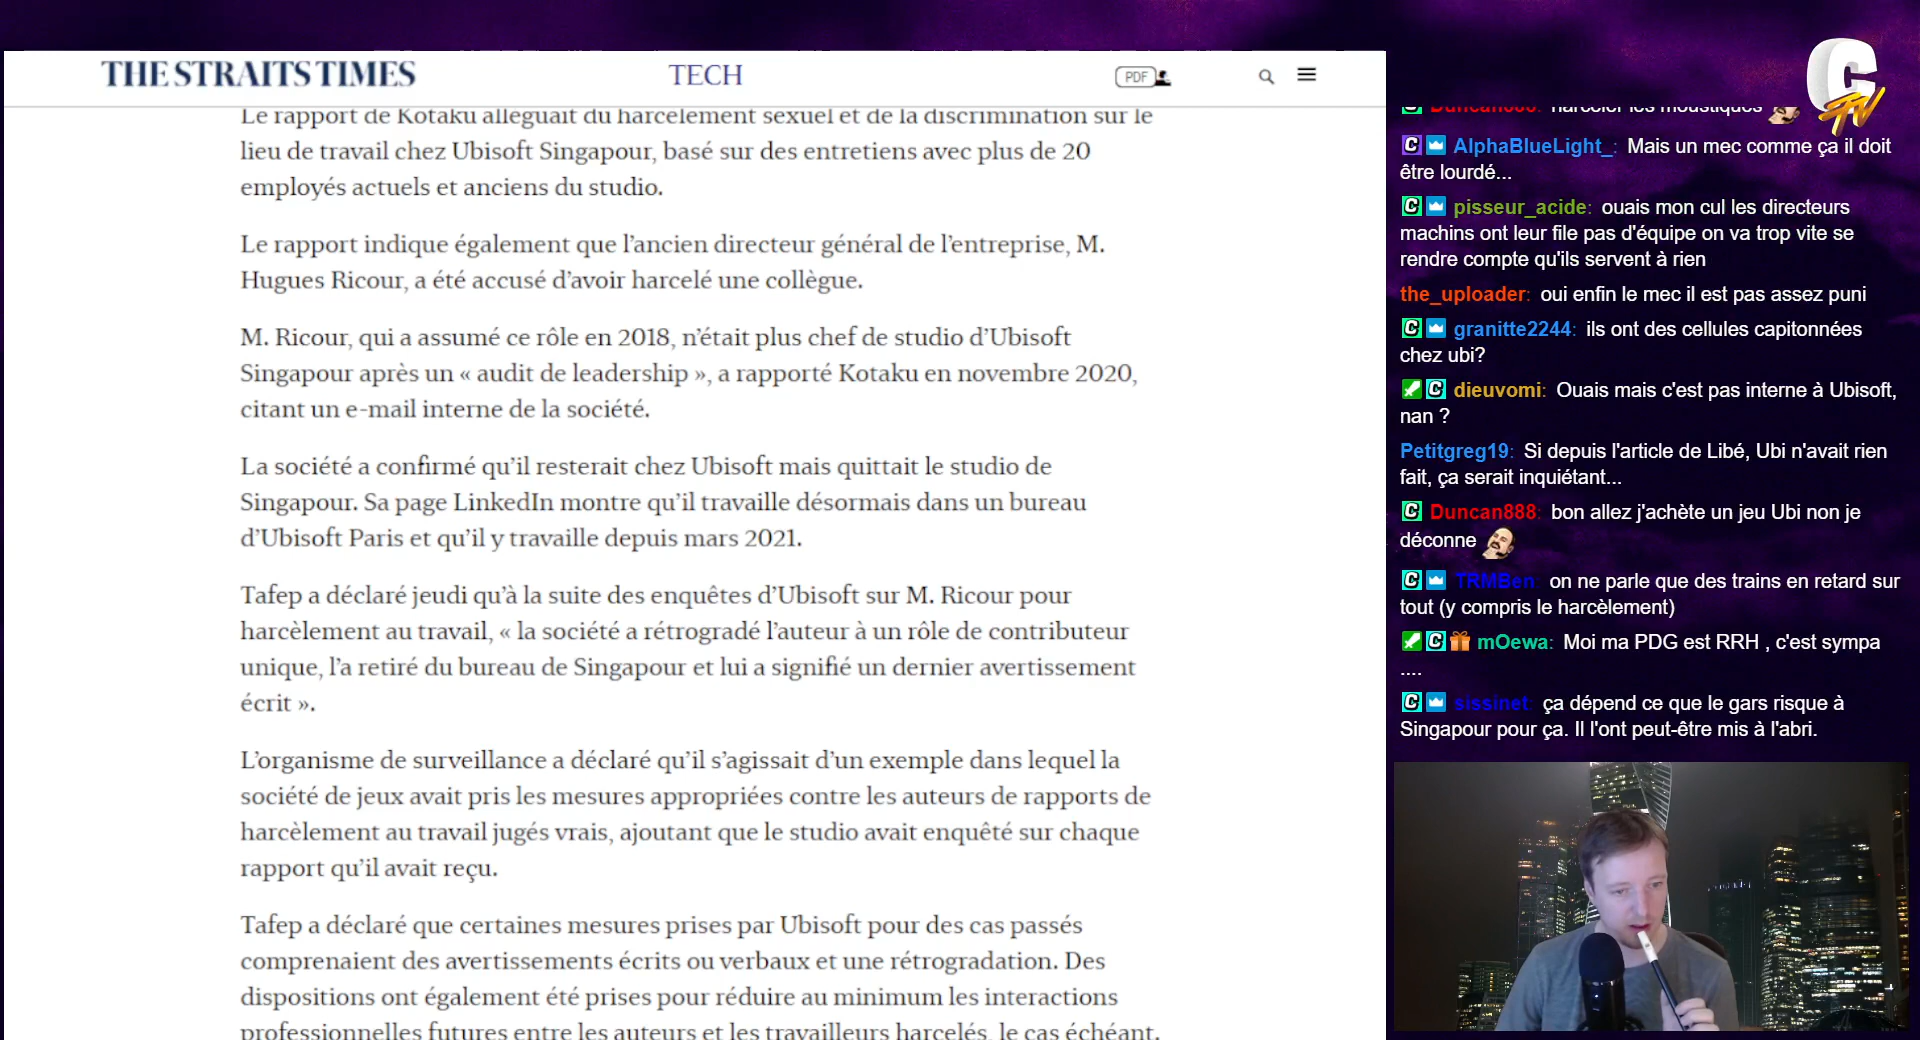 THE STRAITS TIMES
TECH
PDF
Le rapport de Kotaku alléguait du harcèlement sexuel et de la discrimination sur le
lieu de travail chez Ubisoft Singapour, basé sur des entretiens avec plus de 20
employés actuels et anciens du studio.
Le rapport indique également que l’ancien directeur général de l’entreprise, M.
Hugues Ricour, a été accusé d’avoir harcelé une collègue.
M. Ricour, qui a assumé ce rôle en 2018, n’était plus chef de studio d’Ubisoft
Singapour après un « audit de leadership », a rapporté Kotaku en novembre 2020,
citant un e-mail interne de la société.
La société a confirmé qu’il resterait chez Ubisoft mais quittait le studio de
Singapour. Sa page LinkedIn montre qu’il travaille désormais dans un bureau
d’Ubisoft Paris et qu’il y travaille depuis mars 2021.
Tafep a déclaré jeudi qu’à la suite des enquêtes d’Ubisoft sur M. Ricour pour
harcèlement au travail, « la société a rétrogradé l’auteur à un rôle de contributeur
unique, l’a retiré du bureau de Singapour et lui a signifié un dernier avertissement
écrit ».
L’organisme de surveillance a déclaré qu’il s’agissait d’un exemple dans lequel la
société de jeux avait pris les mesures appropriées contre les auteurs de rapports de
harcèlement au travail jugés vrais, ajoutant que le studio avait enquêté sur chaque
rapport qu’il avait reçu.
Tafep a déclaré que certaines mesures prises par Ubisoft pour des cas passés
comprenaient des avertissements écrits ou verbaux et une rétrogradation. Des
dispositions ont également été prises pour réduire au minimum les interactions
professionnelles futures entre les auteurs et les travailleurs harcelés, le cas échéant.
C TV
Duncan888: harceler les moustiques
AlphaBlueLight_: Mais un mec comme ça il doit
être lourdé...
pisseur_acide: ouais mon cul les directeurs
machins ont leur file pas d'équipe on va trop vite se
rendre compte qu'ils servent à rien
the_uploader: oui enfin le mec il est pas assez puni
granitte2244: ils ont des cellules capitonnées
chez ubi?
dieuvomi: Ouais mais c'est pas interne à Ubisoft,
nan ?
Petitgreg19: Si depuis l'article de Libé, Ubi n'avait rien
fait, ça serait inquiétant...
Duncan888: bon allez j'achète un jeu Ubi non je
déconne
TRMBen: on ne parle que des trains en retard sur
tout (y compris le harcèlement)
mOewa: Moi ma PDG est RRH , c'est sympa
....
sissinet: ça dépend ce que le gars risque à
Singapour pour ça. Il l'ont peut-être mis à l'abri.